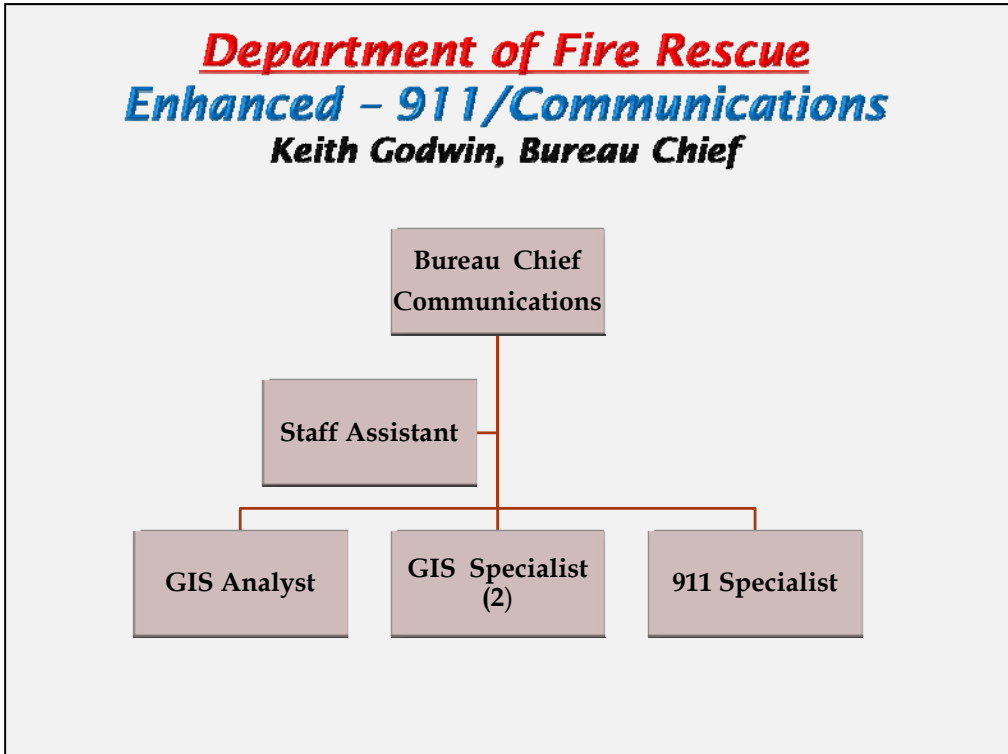 Department of Fire Rescue
Enhanced – 911/Communications
Keith Godwin, Bureau Chief
Bureau Chief
Communications
Staff Assistant
GIS Analyst
GIS Specialist
(2)
911 Specialist